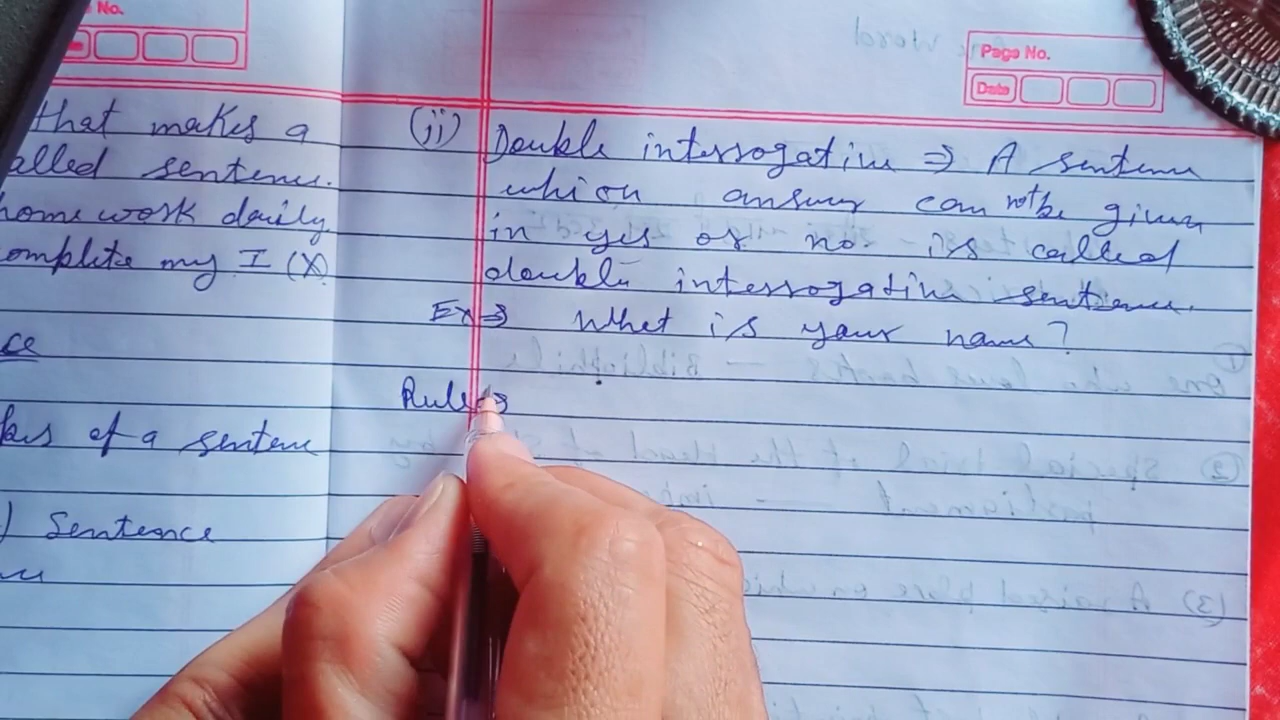 No.
that makes a
alled sentence.
home work daily
omplete my I (X)
ce
of a sentence
) Sentence
Page No.
Date
(ii) Double interrogative ⇒ A sentence
which answer can not be given
in yes or no. is called
double interrogative sentence.
Ex ⇒ What is your name?
Rule ⇒